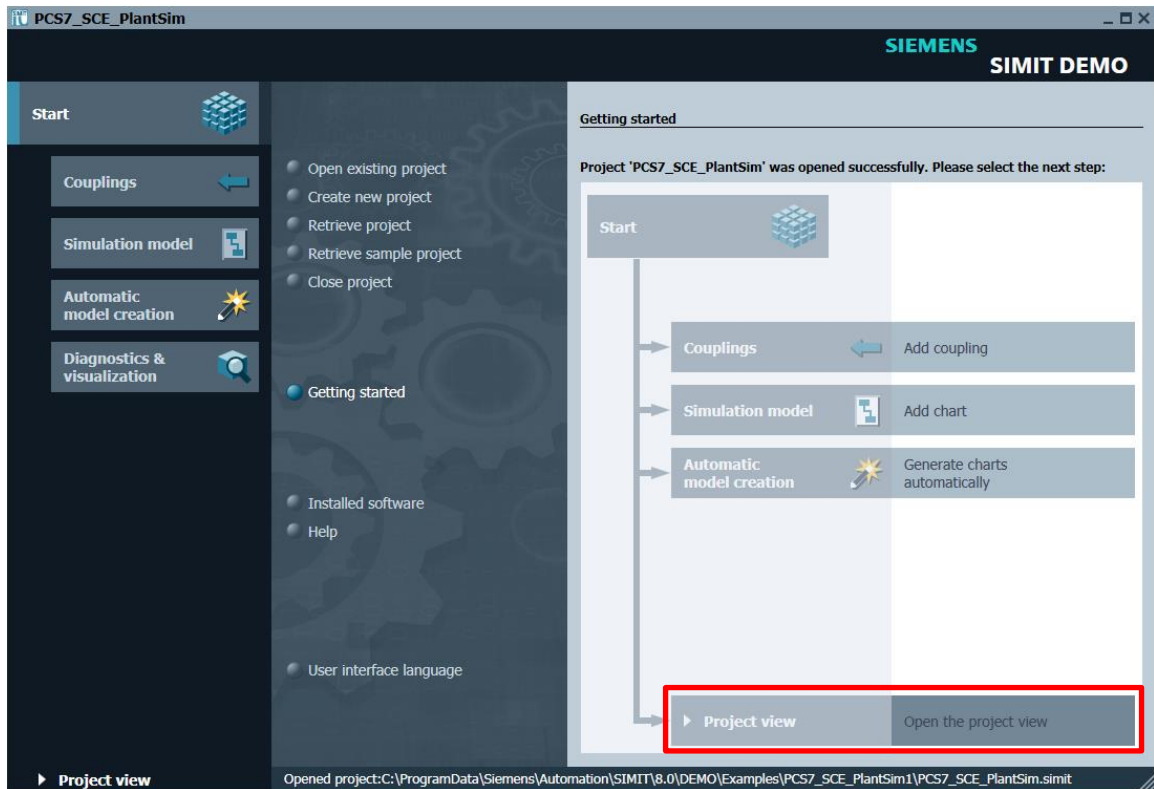 PCS7_SCE_PlantSim
SIEMENS
SIMIT DEMO
Start
Couplings
Simulation model
Automatic
model creation
Diagnostics &
visualization
Project view
Open existing project
Create new project
Retrieve project
Retrieve sample project
Close project
Getting started
Installed software
Help
User interface language
Getting started
Project 'PCS7_SCE_PlantSim' was opened successfully. Please select the next step:
Start
Couplings
Add coupling
Simulation model
Add chart
Automatic
model creation
Generate charts
automatically
Project view
Open the project view
Opened project:C:\ProgramData\Siemens\Automation\SIMIT\8.0\DEMO\Examples\PCS7_SCE_PlantSim1\PCS7_SCE_PlantSim.simit